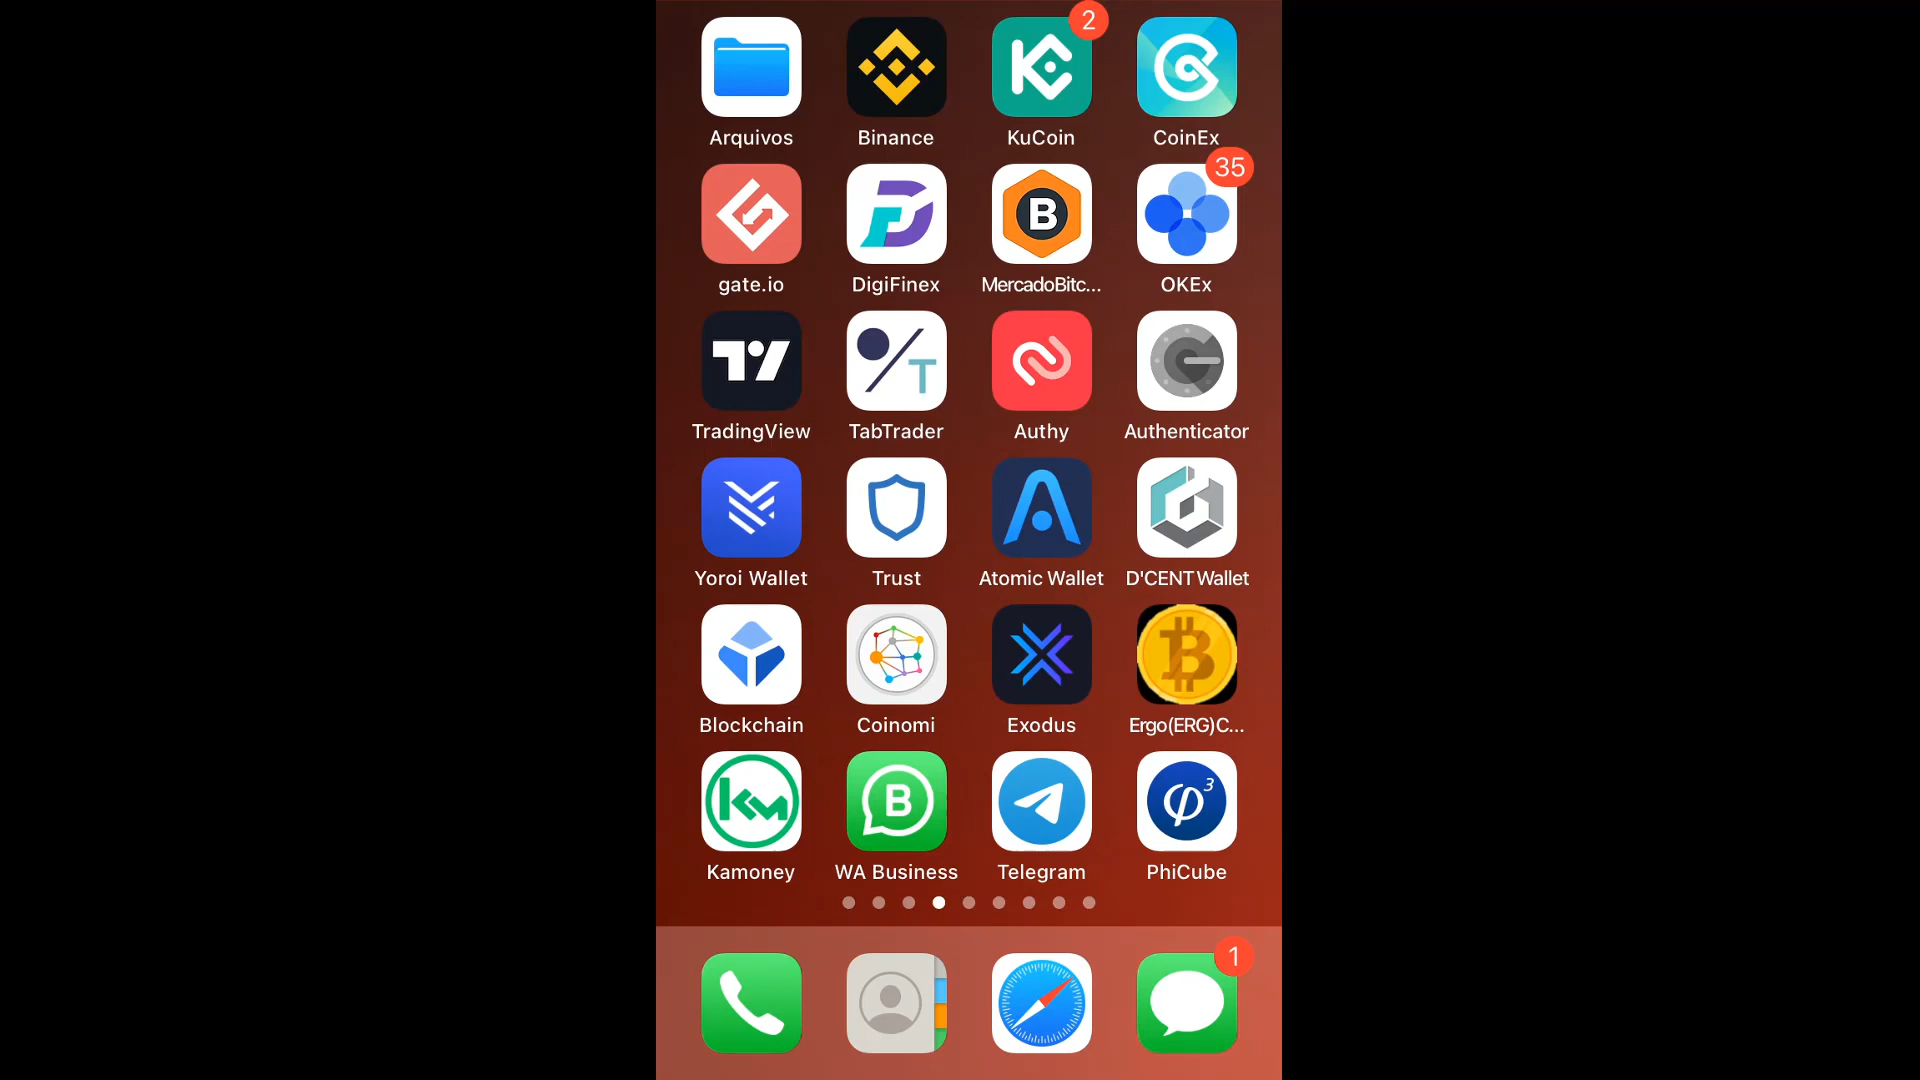 2
Arquivos Binance KuCoin CoinEx
35
gate.io DigiFinex MercadoBitc... OKEx
TradingView TabTrader Authy Authenticator
Yoroi Wallet Trust Atomic Wallet D'CENT Wallet
Blockchain Coinomi Exodus Ergo(ERG)C...
Kamoney WA Business Telegram PhiCube
1